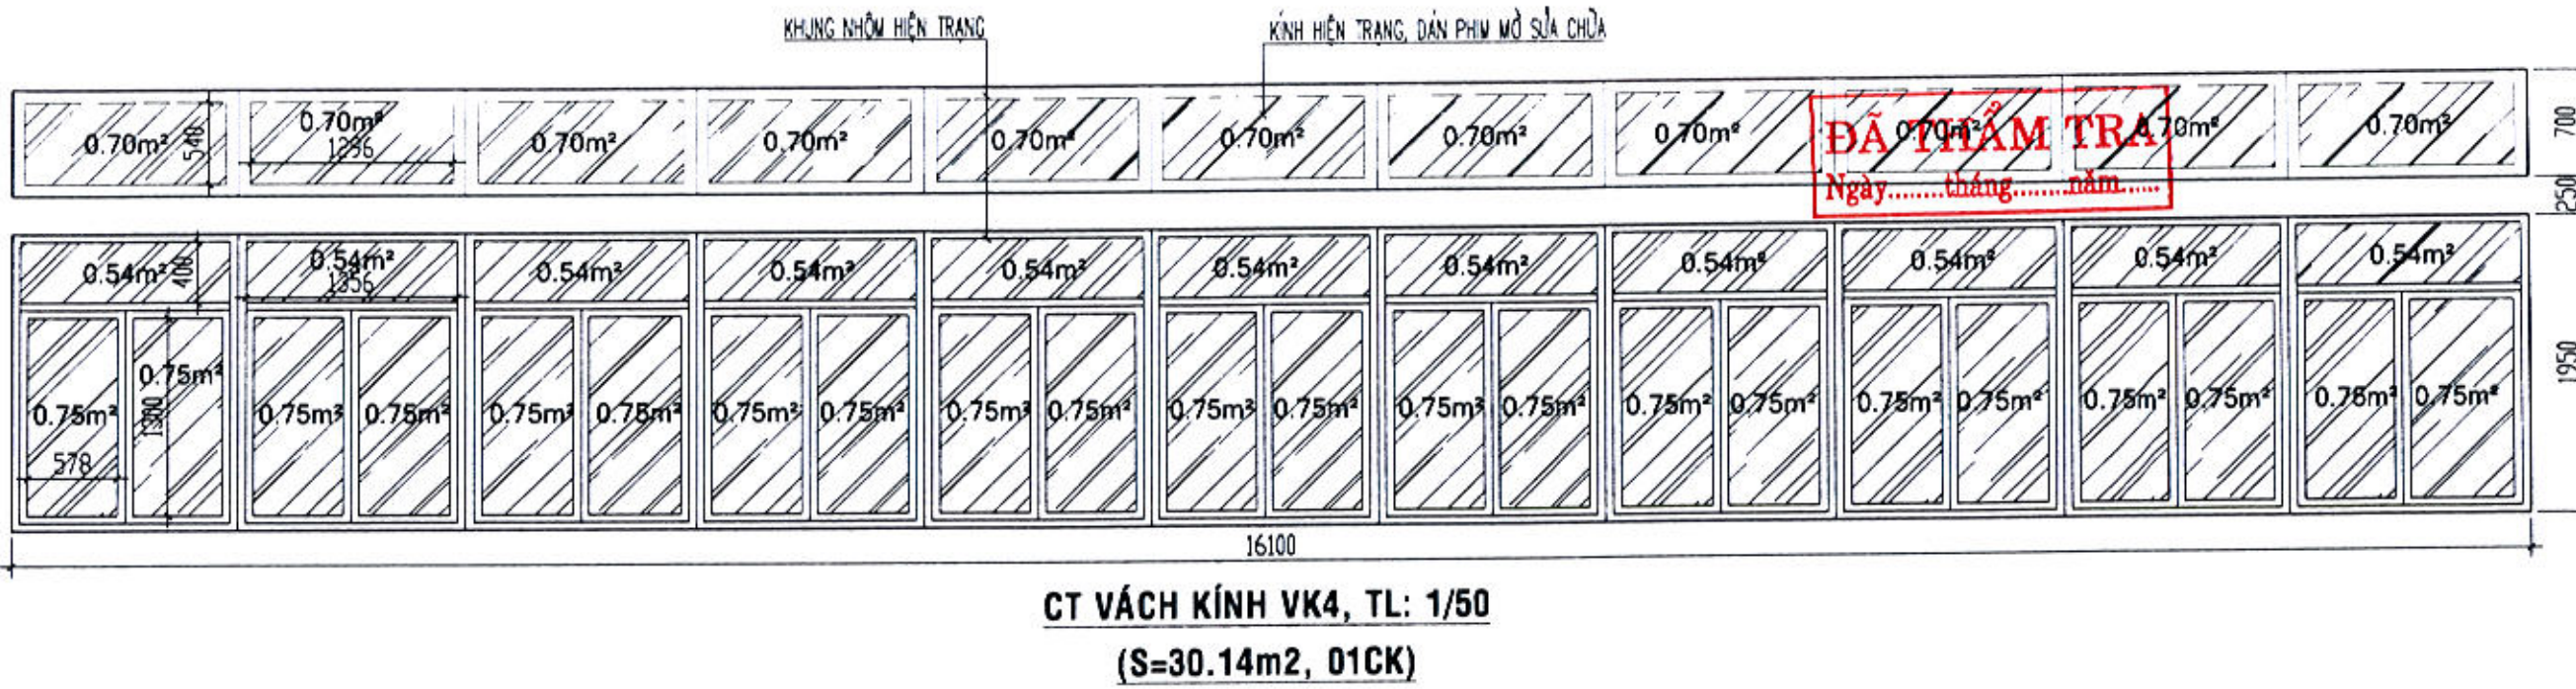 KHUNG NHÔM HIỆN TRẠNG
KÍNH HIỆN TRẠNG, DÁN PHIM MỜ SỬA CHỮA
0.70m² 0.70m² 0.70m² 0.70m² 0.70m² 0.70m² 0.70m² 0.70m² 0.70m² 0.70m² 0.70m²
540
1296
700
ĐÃ THẨM TRA
Ngày........tháng........năm......
250
0.54m² 0.54m² 0.54m² 0.54m² 0.54m² 0.54m² 0.54m² 0.54m² 0.54m² 0.54m² 0.54m²
400
1356
0.75m² 0.75m² 0.75m² 0.75m² 0.75m² 0.75m² 0.75m² 0.75m² 0.75m² 0.75m² 0.75m² 0.75m² 0.75m² 0.75m² 0.75m² 0.75m² 0.75m² 0.75m² 0.75m² 0.75m² 0.75m² 0.75m²
1300
578
1950
16100
CT VÁCH KÍNH VK4, TL: 1/50
(S=30.14m2, 01CK)